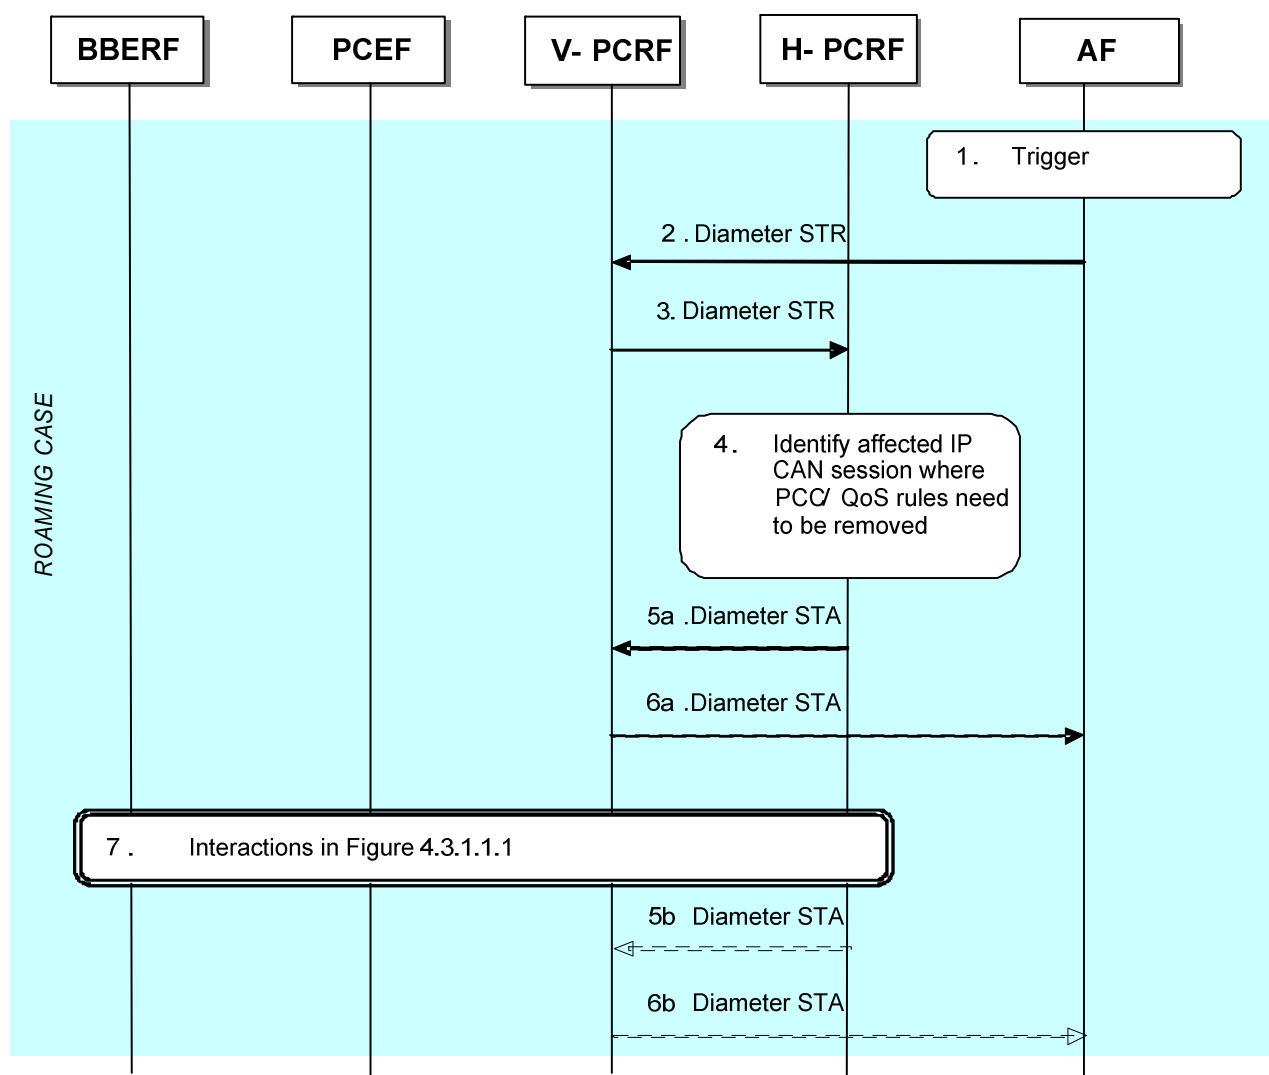 BBERF
PCEF
V- PCRF
H- PCRF
AF
1. Trigger
2 . Diameter STR
3. Diameter STR
ROAMING CASE
4. Identify affected IP
CAN session where
PCC/ QoS rules need
to be removed
5a .Diameter STA
6a .Diameter STA
7 . Interactions in Figure 4.3.1.1.1
5b Diameter STA
6b Diameter STA